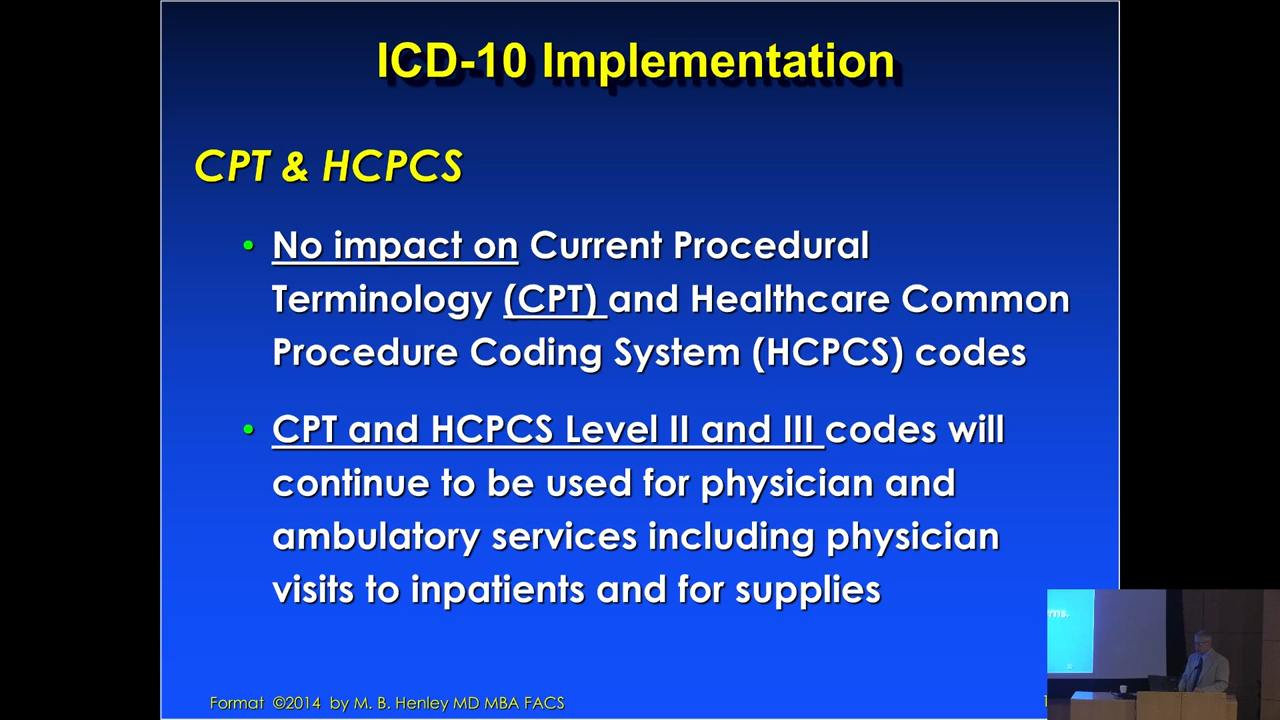 ICD-10 Implementation
CPT & HCPCS
• No impact on Current Procedural
Terminology (CPT) and Healthcare Common
Procedure Coding System (HCPCS) codes
• CPT and HCPCS Level II and III codes will
continue to be used for physician and
ambulatory services including physician
visits to inpatients and for supplies
Format ©2014 by M. B. Henley MD MBA FACS